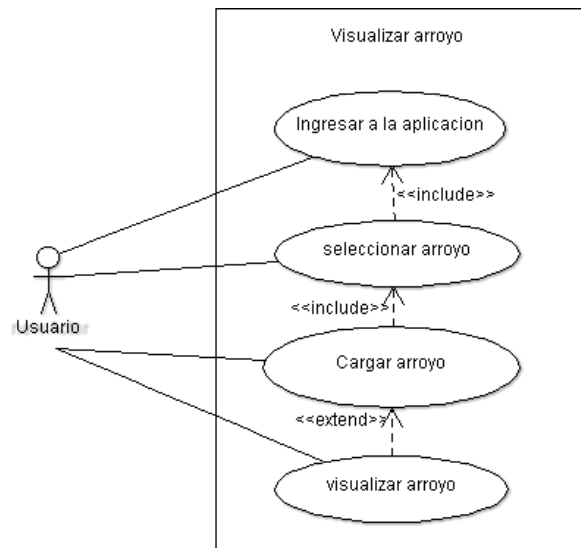 Visualizar arroyo
Ingresar a la aplicacion
<<include>>
seleccionar arroyo
<<include>>
Usuario
Cargar arroyo
<<extend>>
visualizar arroyo